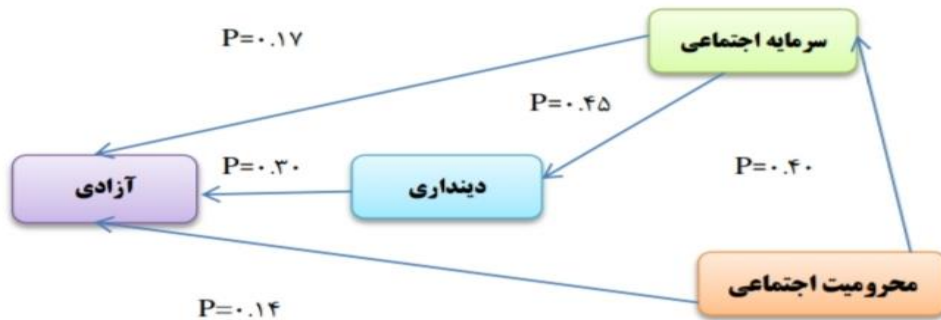 P=۰.۱۷
سرمایه اجتماعی
P=۰.۴۵
P=۰.۳۰
آزادی
دینداری
P=۰.۴۰
محرومیت اجتماعی
P=۰.۱۴